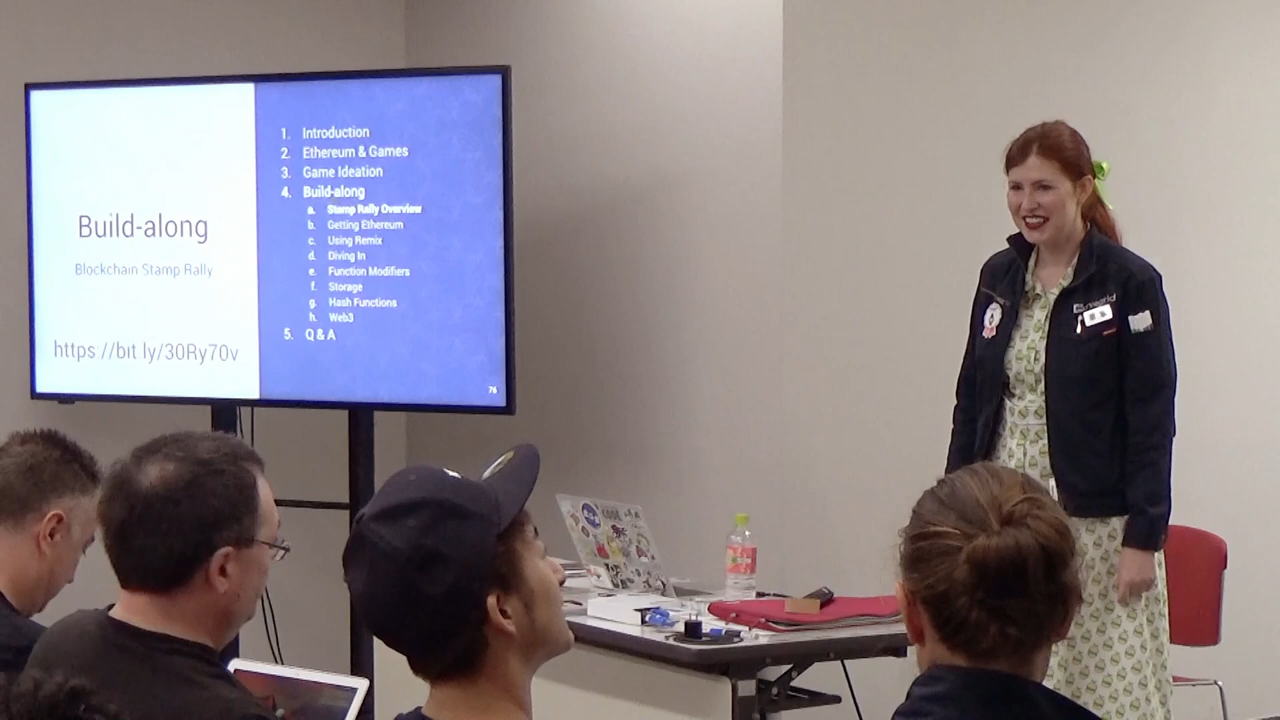 Build-along
Blockchain Stamp Rally
https://bit ly/30Ry70v
1. Introduction
2. Ethereum & Games
3. Game Ideation
4. Build-along
a. Stamp Rally Overview
b. Getting Ethereum
c. Using Remix
d. Diving In
e. Function Modifiers
f. Storage
g. Hash Functions
h. Web3
5. Q & A
76
CODE